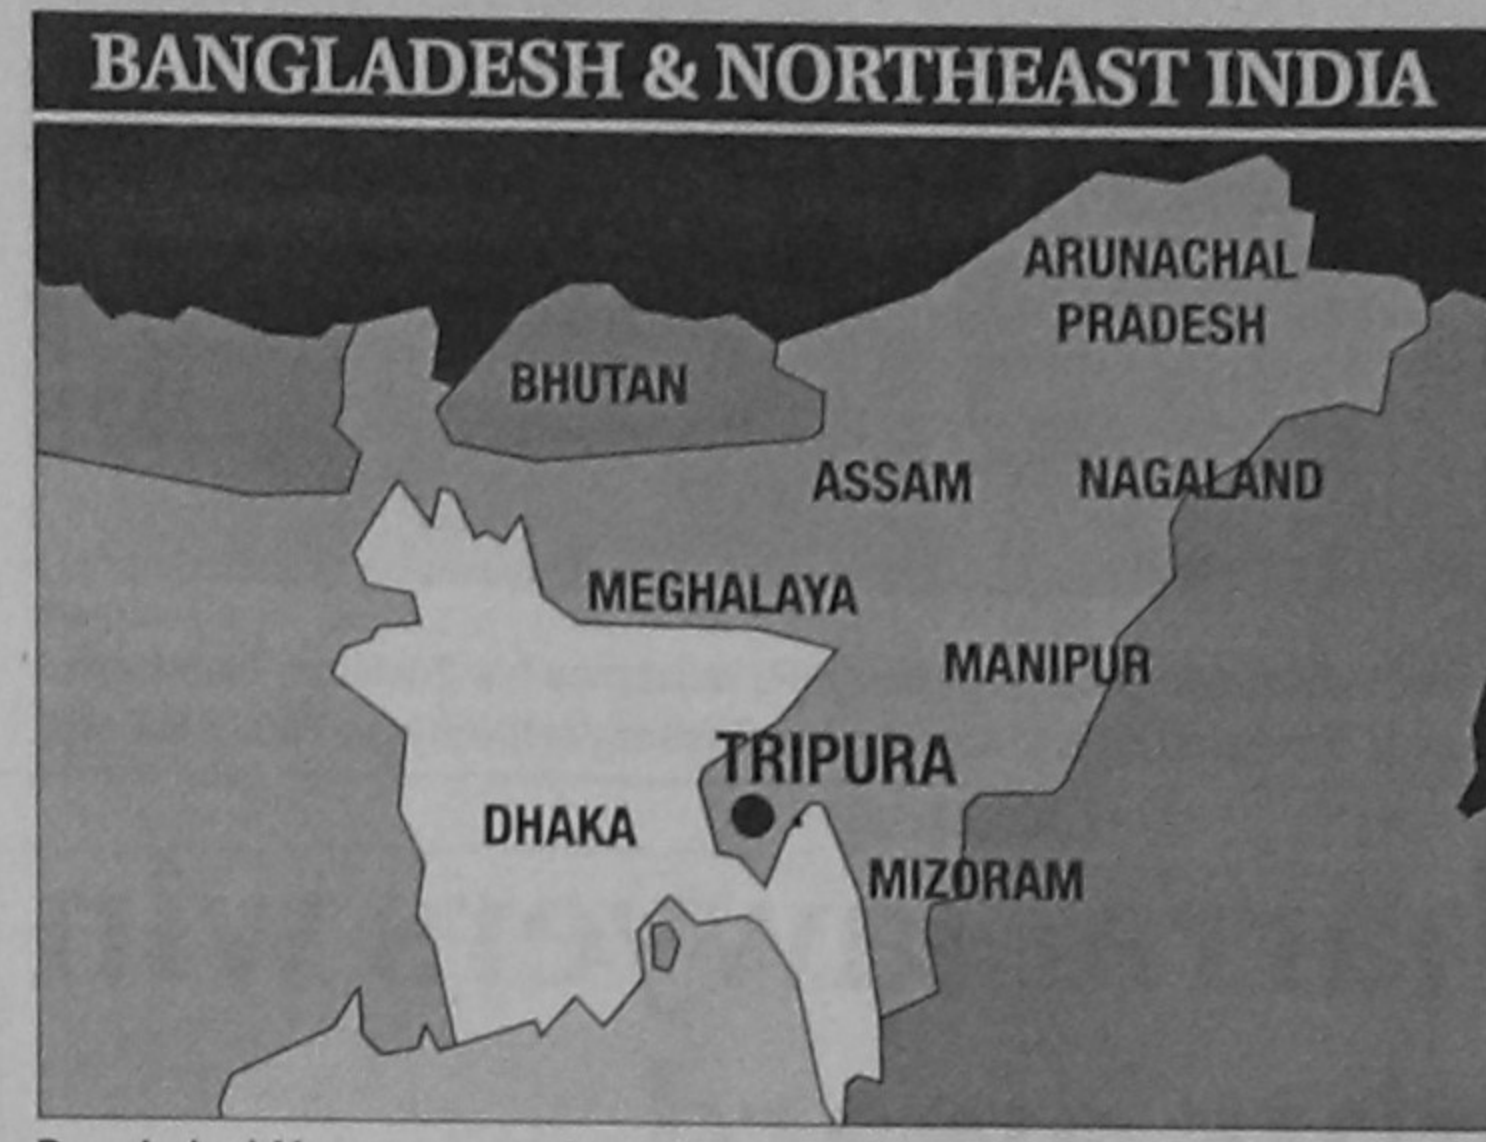 BANGLADESH & NORTHEAST INDIA
ARUNACHAL
PRADESH
BHUTAN
ASSAM
NAGALAND
MEGHALAYA
MANIPUR
TRIPURA
DHAKA
MIZORAM